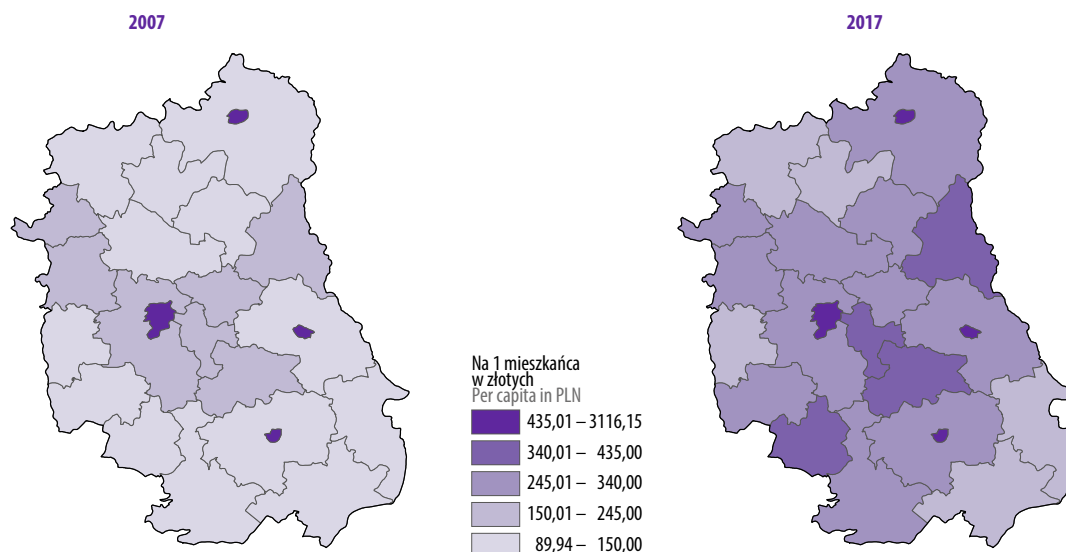 2007
2017
Na 1 mieszkańca
w złotych
Per capita in PLN
435,01 – 3116,15
340,01 – 435,00
245,01 – 340,00
150,01 – 245,00
89,94 – 150,00